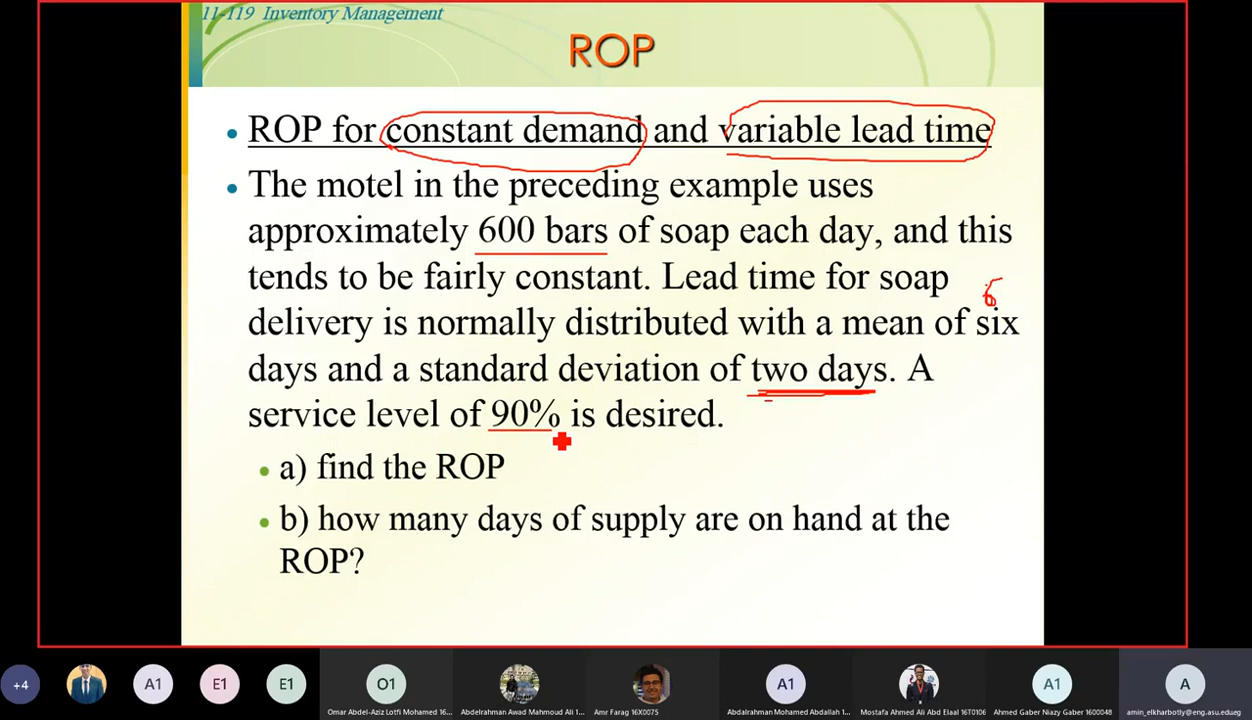 11-119 Inventory Management
ROP
• ROP for constant demand and variable lead time
• The motel in the preceding example uses
approximately 600 bars of soap each day, and this
tends to be fairly constant. Lead time for soap
6
delivery is normally distributed with a mean of six
days and a standard deviation of two days. A
service level of 90% is desired.
• a) find the ROP
• b) how many days of supply are on hand at the
ROP?
+4
A1
E1
E1
O1
A1
A1
A
Omar Abdel-Aziz Lotfi Mohamed 16...
Abdelrahman Awad Mahmoud Ali 1...
Amr Farag 16X0075
Abdalrahman Mohamed Abdallah 1...
Mostafa Ahmed Ali Abd Elaal 16T0106
Ahmed Gaber Niazy Gaber 1600048
amin_elkharbotly@eng.asu.edueg